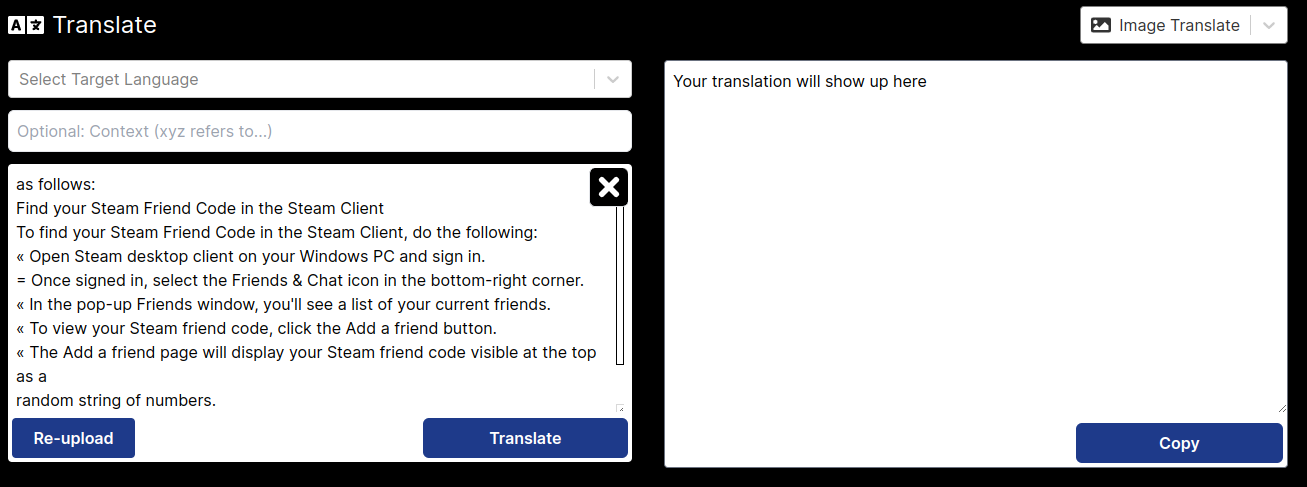 A文 Translate
Image Translate
Select Target Language
Optional: Context (xyz refers to...)
as follows:
Find your Steam Friend Code in the Steam Client
To find your Steam Friend Code in the Steam Client, do the following:
« Open Steam desktop client on your Windows PC and sign in.
= Once signed in, select the Friends & Chat icon in the bottom-right corner.
« In the pop-up Friends window, you'll see a list of your current friends.
« To view your Steam friend code, click the Add a friend button.
« The Add a friend page will display your Steam friend code visible at the top
as a
random string of numbers.
Re-upload
Translate
Your translation will show up here
Copy